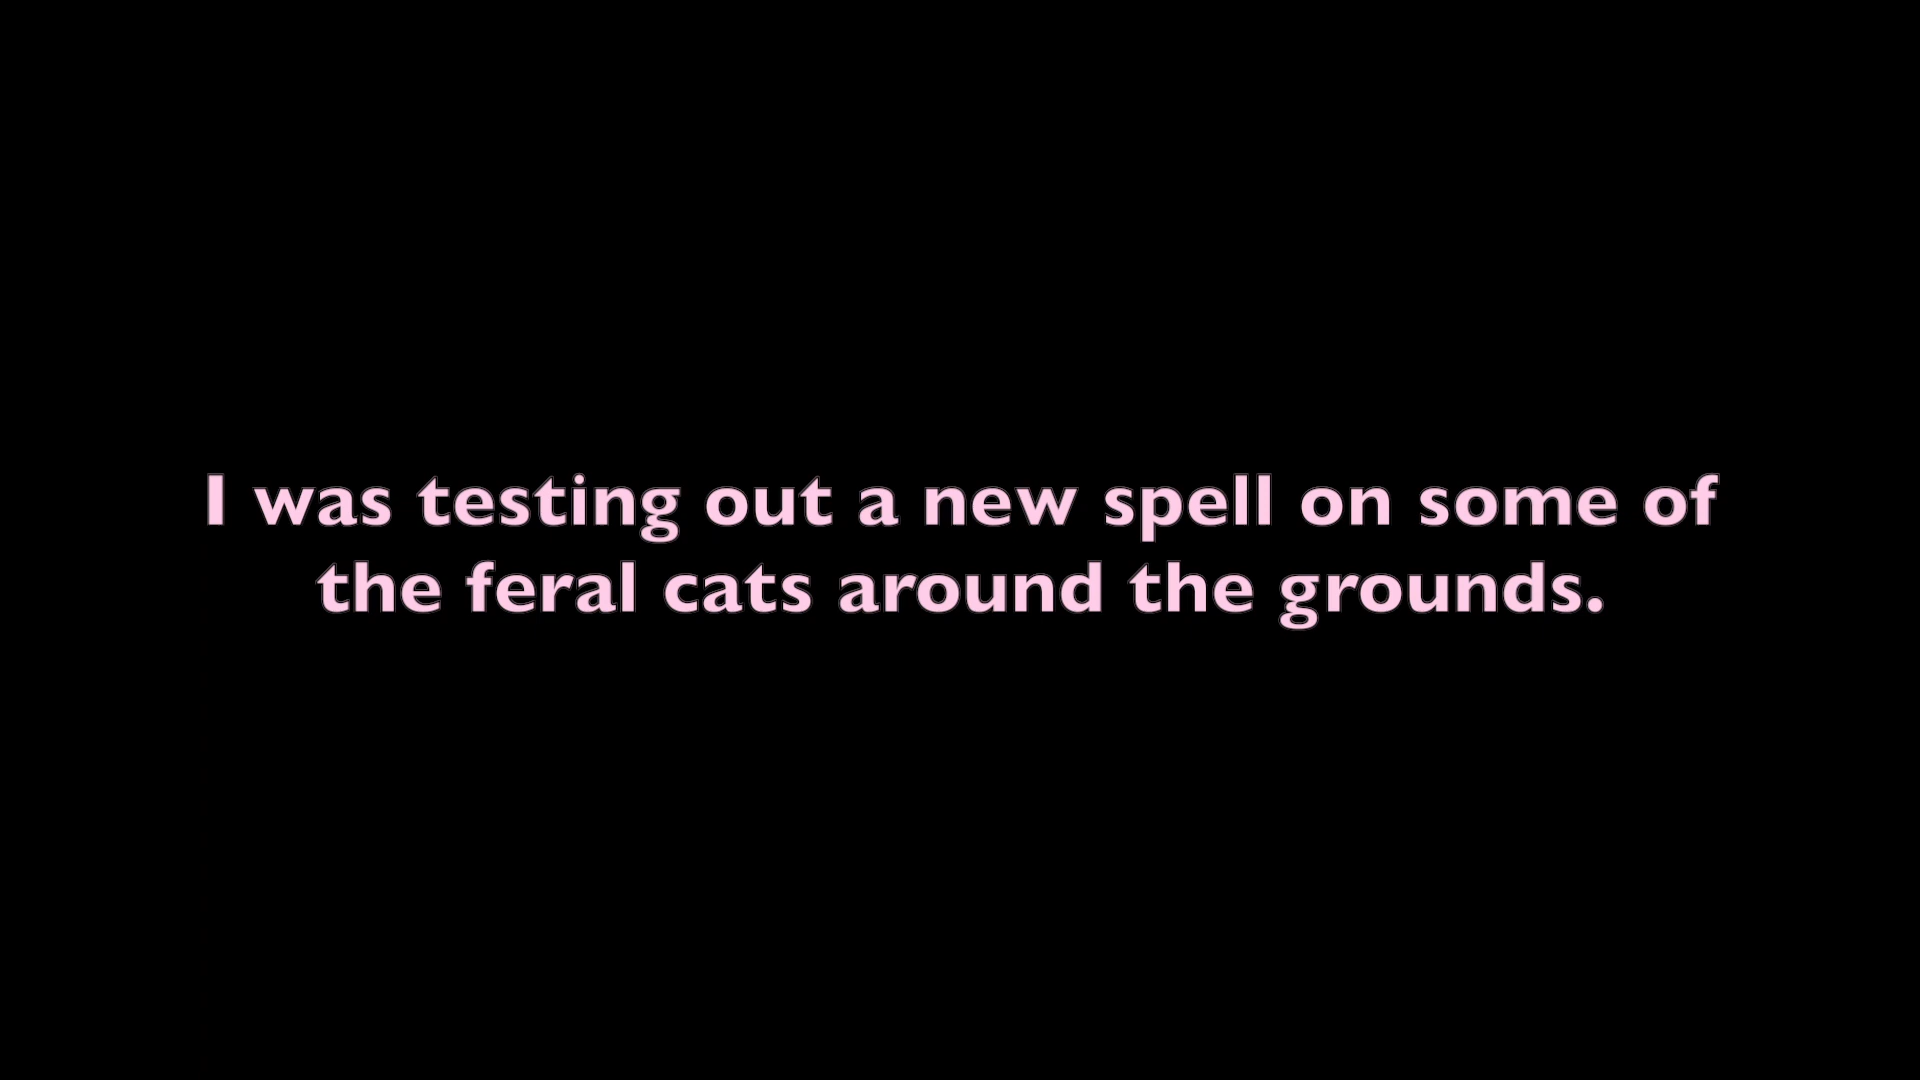 I was testing out a new spell on some of
the feral cats around the grounds.